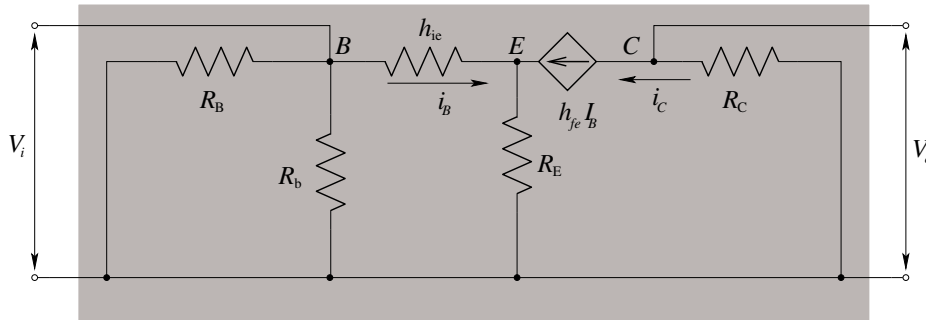 h_ie
B E C
R_B i_B h_fe I_B i_C R_C
V_i
R_b R_E
V